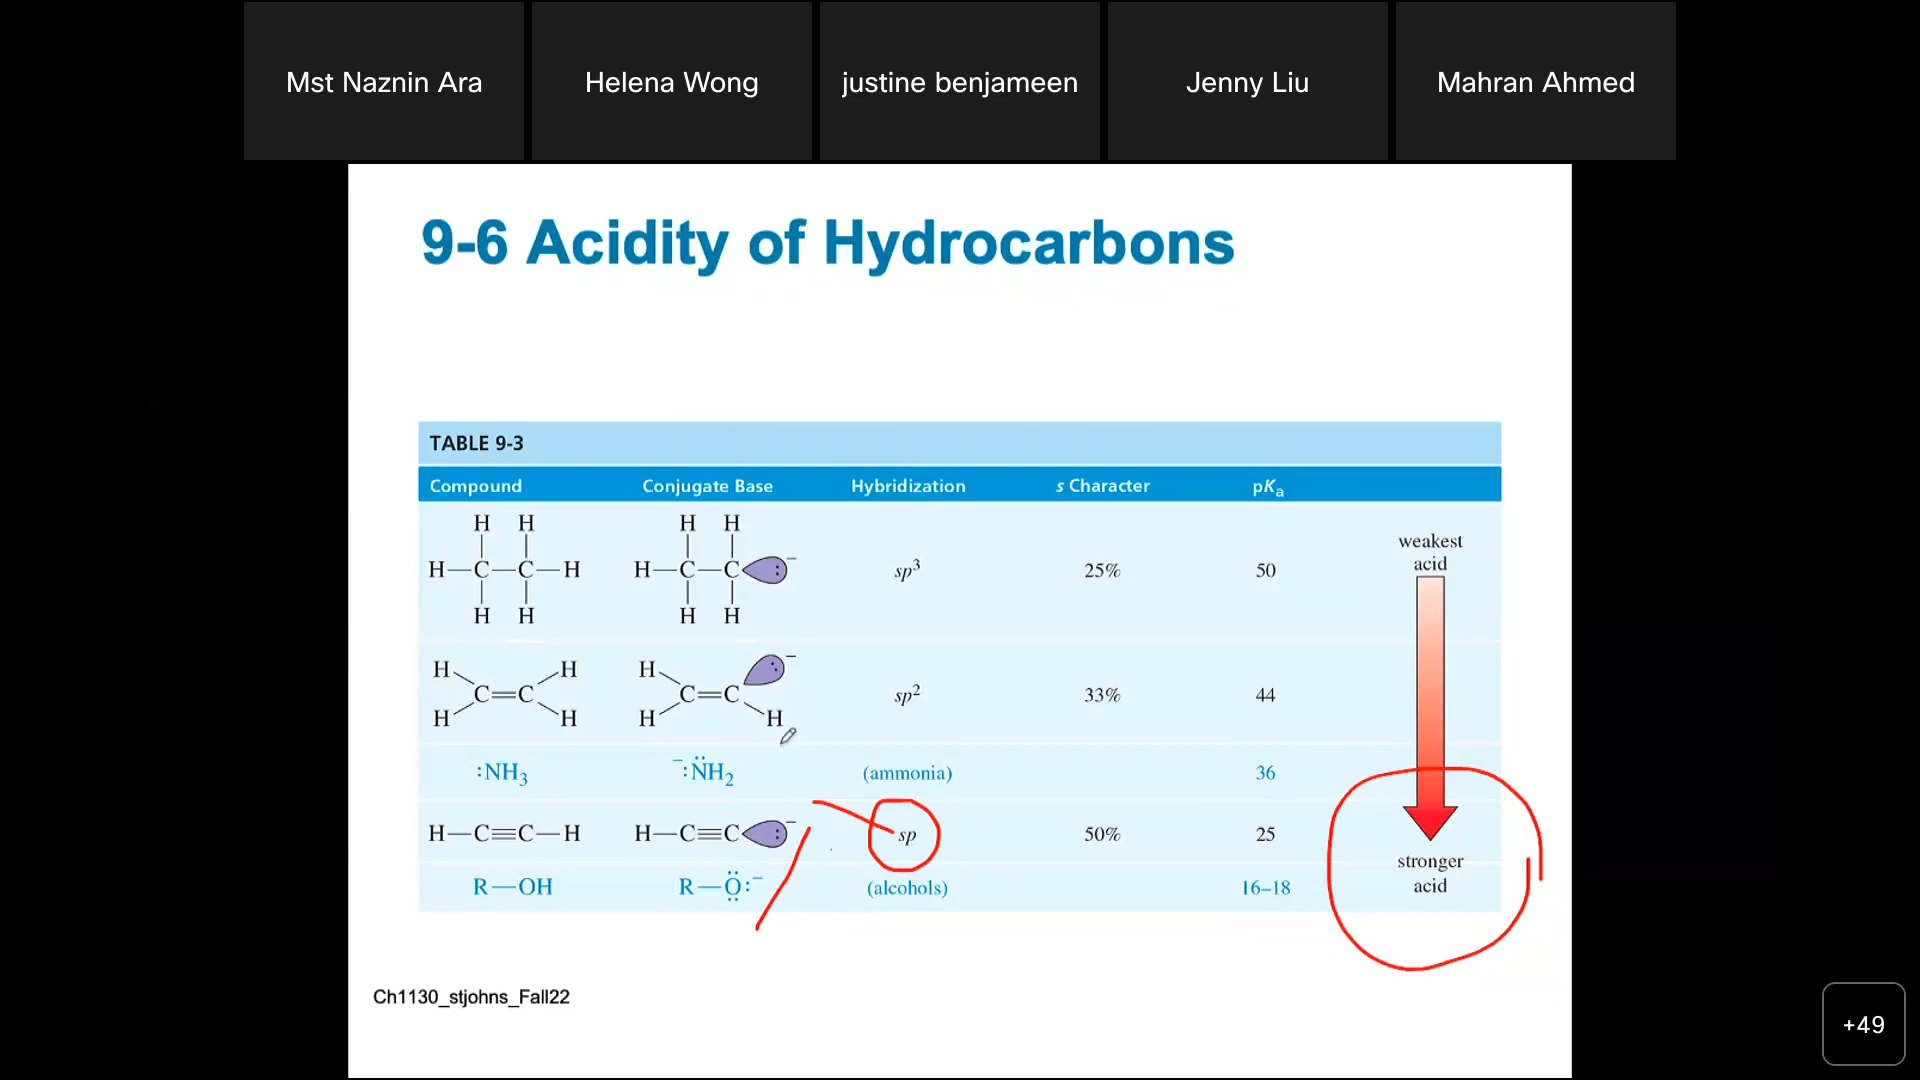 Mst Naznin Ara
Helena Wong
justine benjameen
Jenny Liu
Mahran Ahmed
9-6 Acidity of Hydrocarbons
TABLE 9-3
Compound Conjugate Base Hybridization s Character pKₐ
H H H H
H—C—C—H H—C—C:⁻ sp³ 25% 50
H H H H
weakest
acid
H H H
C=C C=C:⁻ sp² 33% 44
H H H H
:NH₃ ⁻:N̈H₂ (ammonia) 36
H—C≡C—H H—C≡C:⁻ sp 50% 25
R—OH R—Ö:⁻ (alcohols) 16–18
stronger
acid
Ch1130_stjohns_Fall22
+49